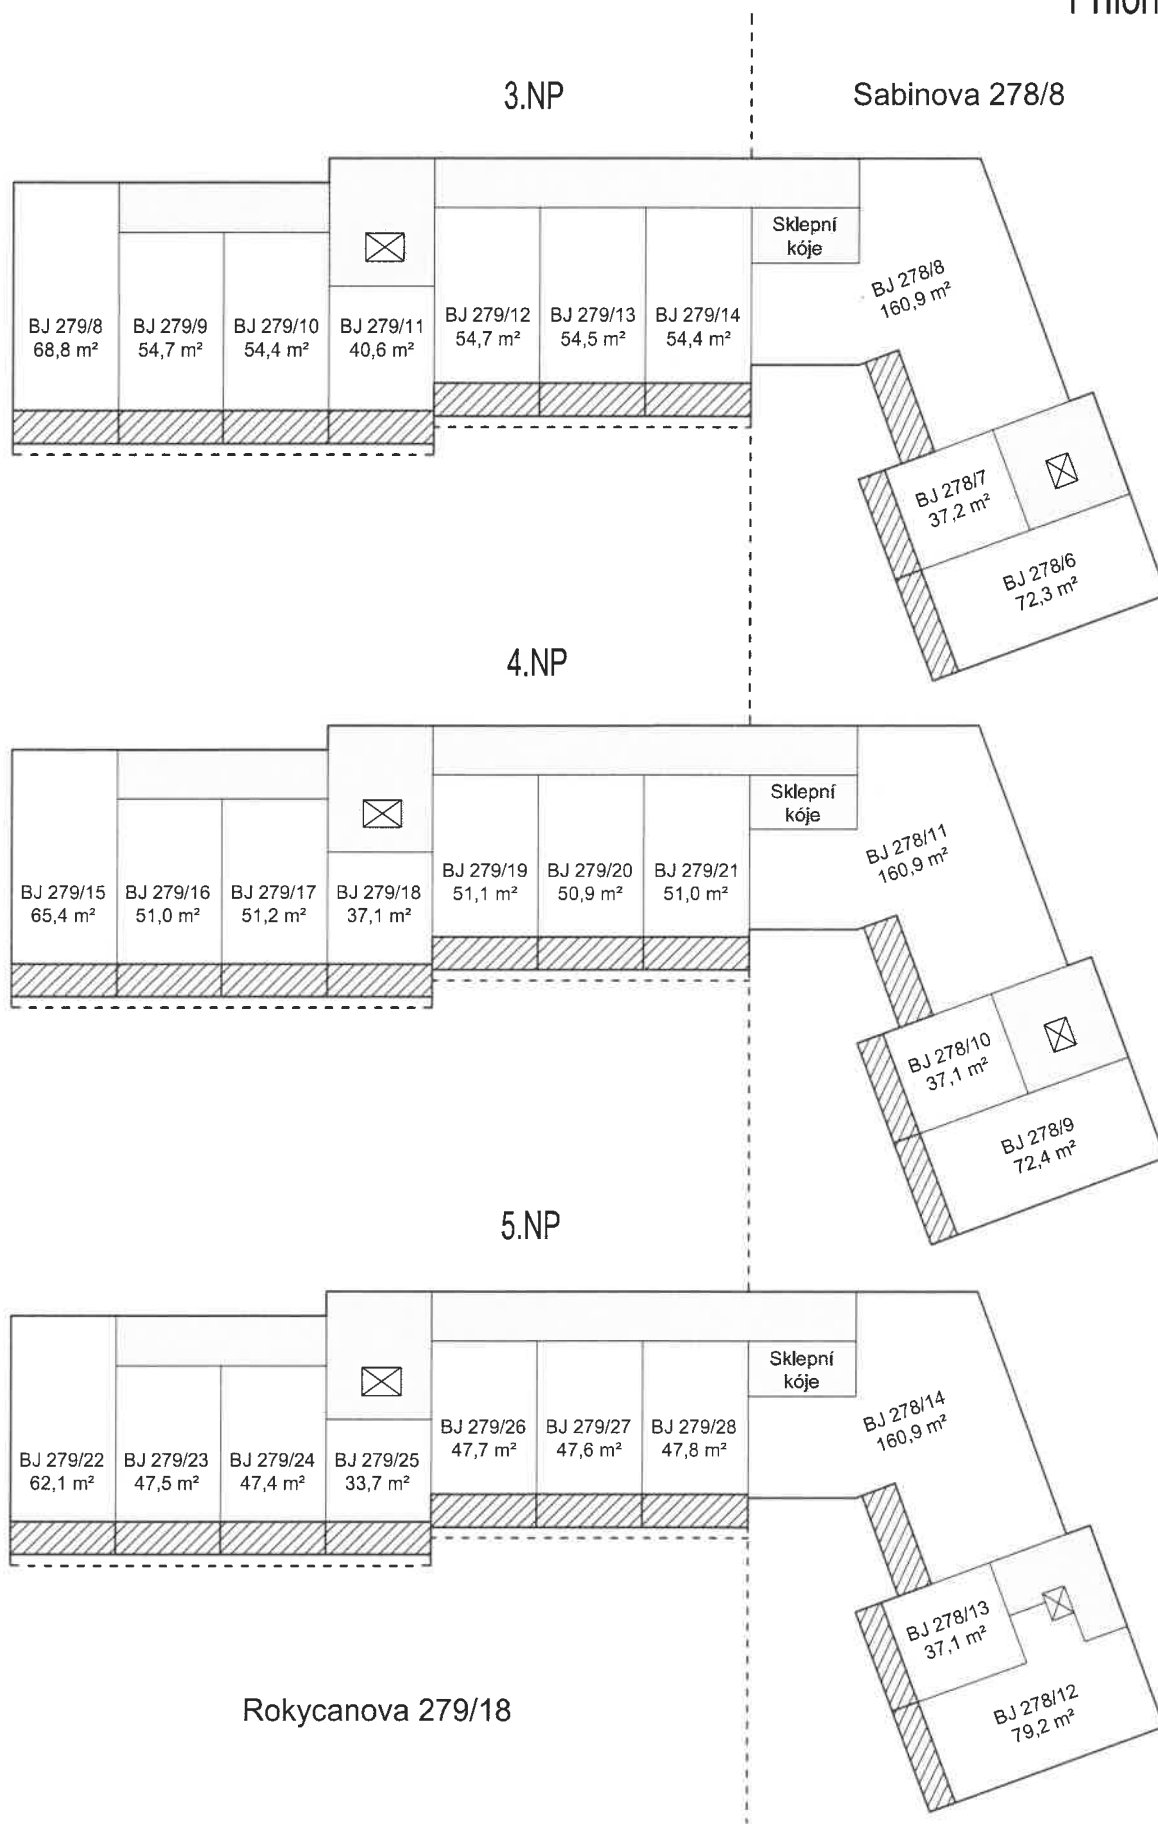 3.NP
Sabinova 278/8
Sklepní
kóje
BJ 278/8
160,9 m²
BJ 279/8
68,8 m²
BJ 279/9
54,7 m²
BJ 279/10
54,4 m²
BJ 279/11
40,6 m²
BJ 279/12
54,7 m²
BJ 279/13
54,5 m²
BJ 279/14
54,4 m²
BJ 278/7
37,2 m²
BJ 278/6
72,3 m²
4.NP
Sklepní
kóje
BJ 278/11
160,9 m²
BJ 279/15
65,4 m²
BJ 279/16
51,0 m²
BJ 279/17
51,2 m²
BJ 279/18
37,1 m²
BJ 279/19
51,1 m²
BJ 279/20
50,9 m²
BJ 279/21
51,0 m²
BJ 278/10
37,1 m²
BJ 278/9
72,4 m²
5.NP
Sklepní
kóje
BJ 278/14
160,9 m²
BJ 279/22
62,1 m²
BJ 279/23
47,5 m²
BJ 279/24
47,4 m²
BJ 279/25
33,7 m²
BJ 279/26
47,7 m²
BJ 279/27
47,6 m²
BJ 279/28
47,8 m²
BJ 278/13
37,1 m²
BJ 278/12
79,2 m²
Rokycanova 279/18